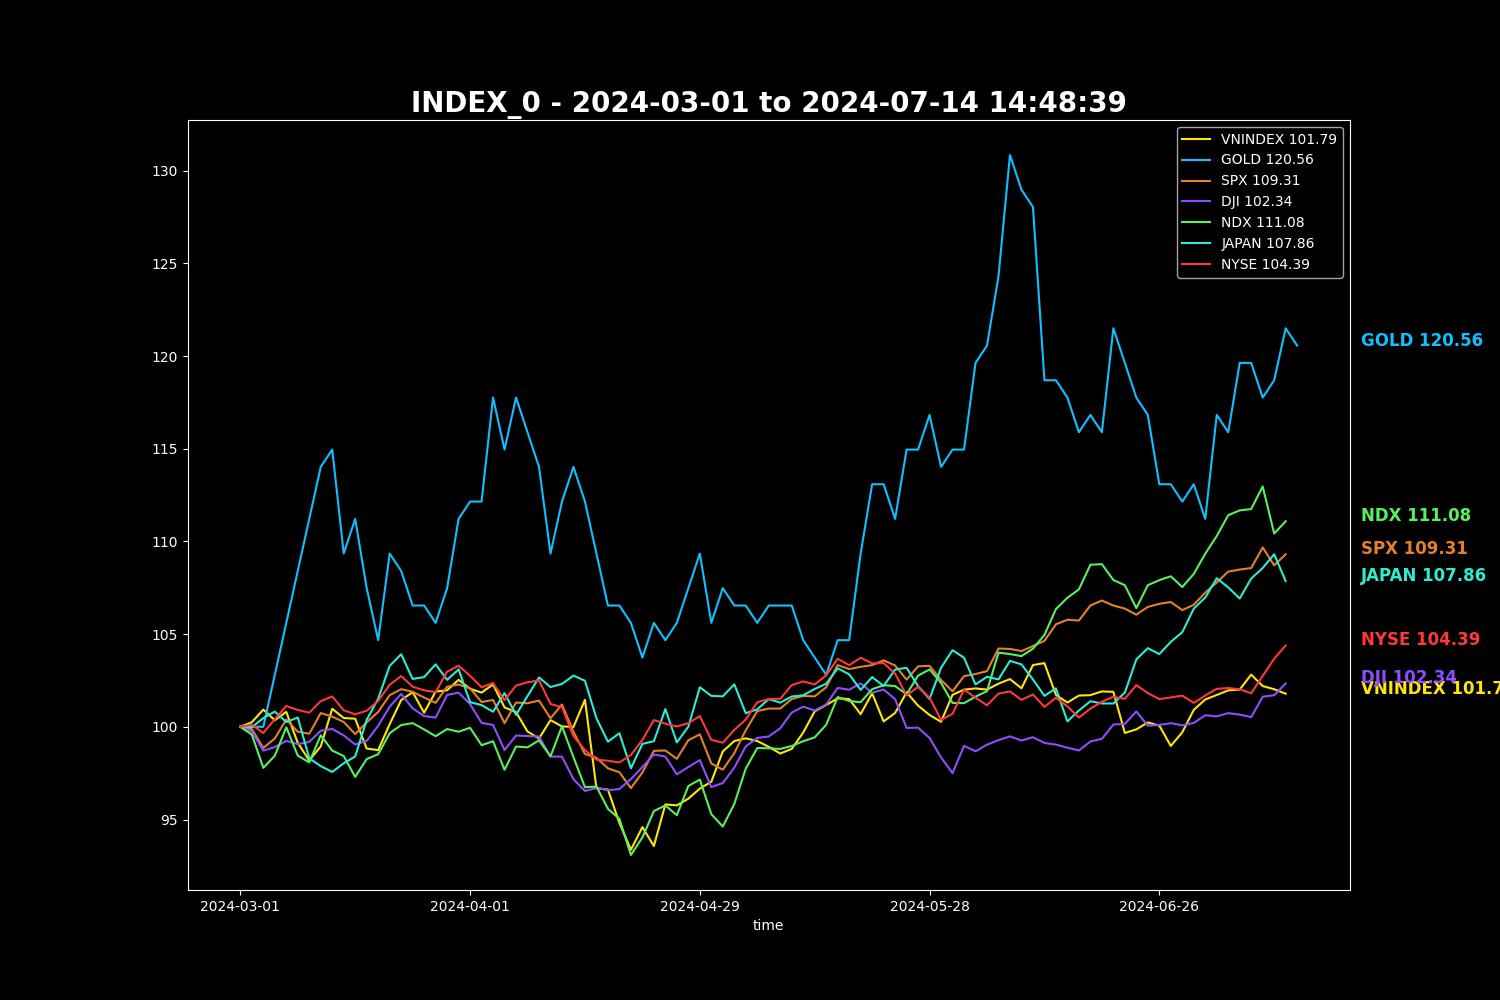 INDEX_0 - 2024-03-01 to 2024-07-14 14:48:39
VNINDEX 101.79
GOLD 120.56
SPX 109.31
DJI 102.34
NDX 111.08
JAPAN 107.86
NYSE 104.39
130
125
120
115
110
105
100
95
GOLD 120.56
NDX 111.08
SPX 109.31
JAPAN 107.86
NYSE 104.39
DJI 102.34
VNINDEX 101.7
2024-03-01
2024-04-01
2024-04-29
2024-05-28
2024-06-26
time